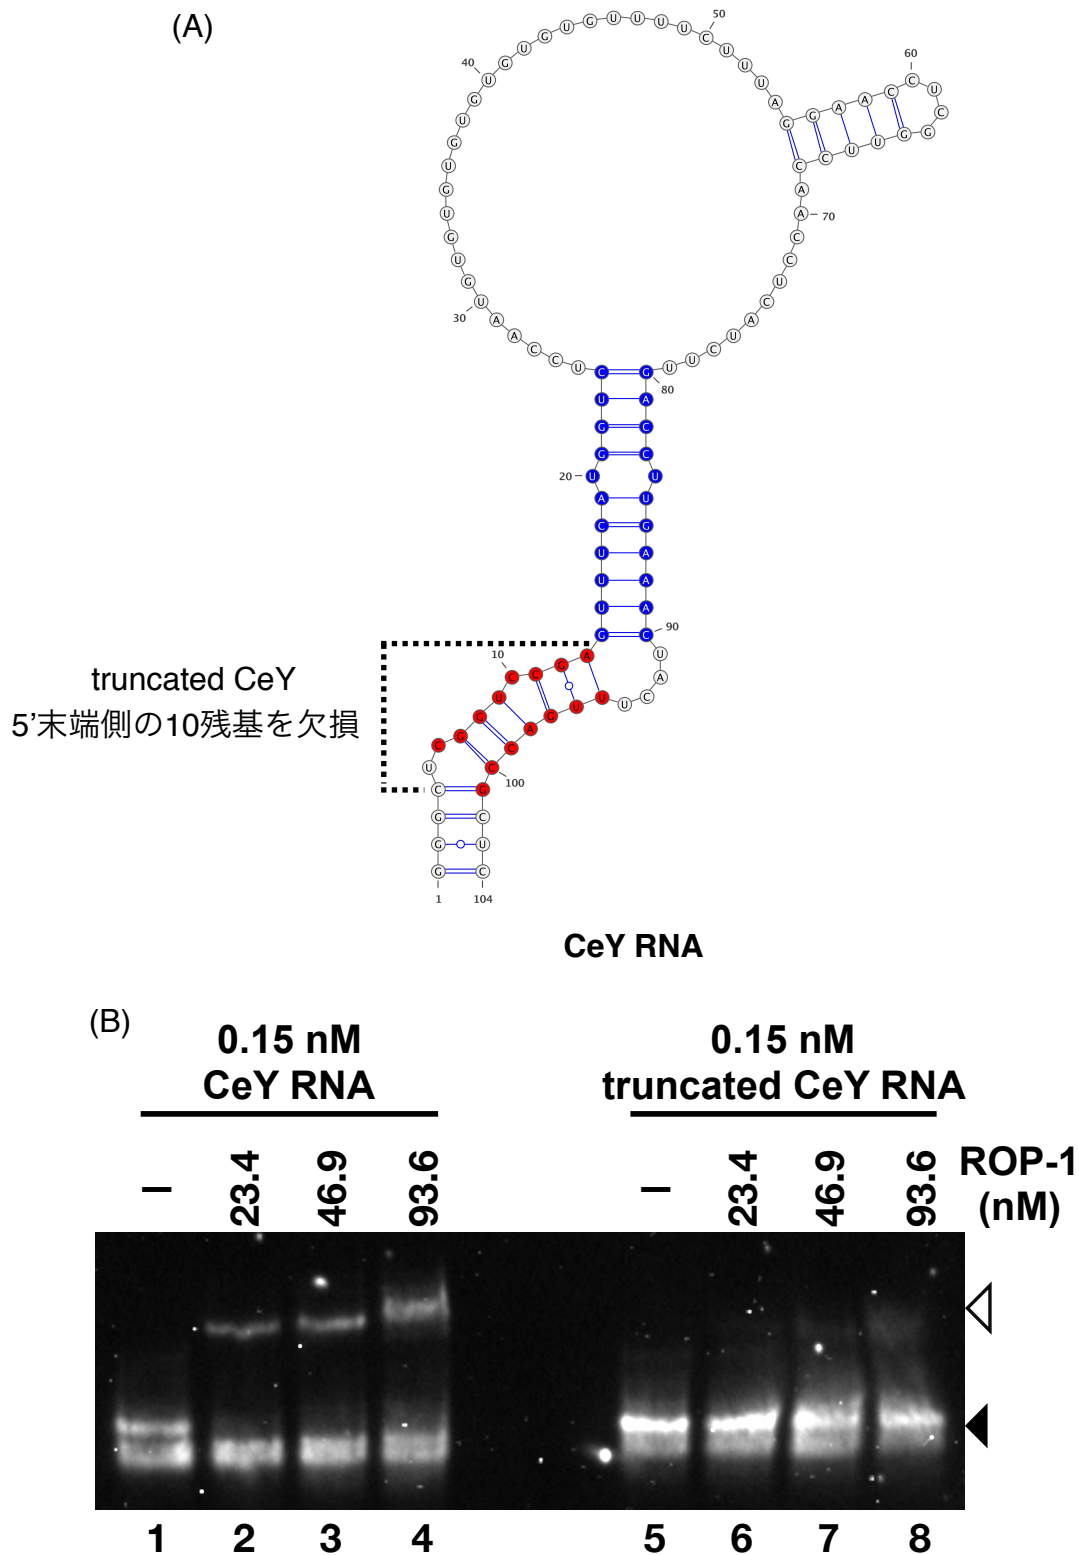 (A)
50
60
40
70
30
80
20
90
10
truncated CeY
5’末端側の10残基を欠損
100
1 104
CeY RNA
(B)
0.15 nM
CeY RNA
0.15 nM
truncated CeY RNA
– 23.4 46.9 93.6 – 23.4 46.9 93.6 ROP-1
(nM)
1 2 3 4 5 6 7 8